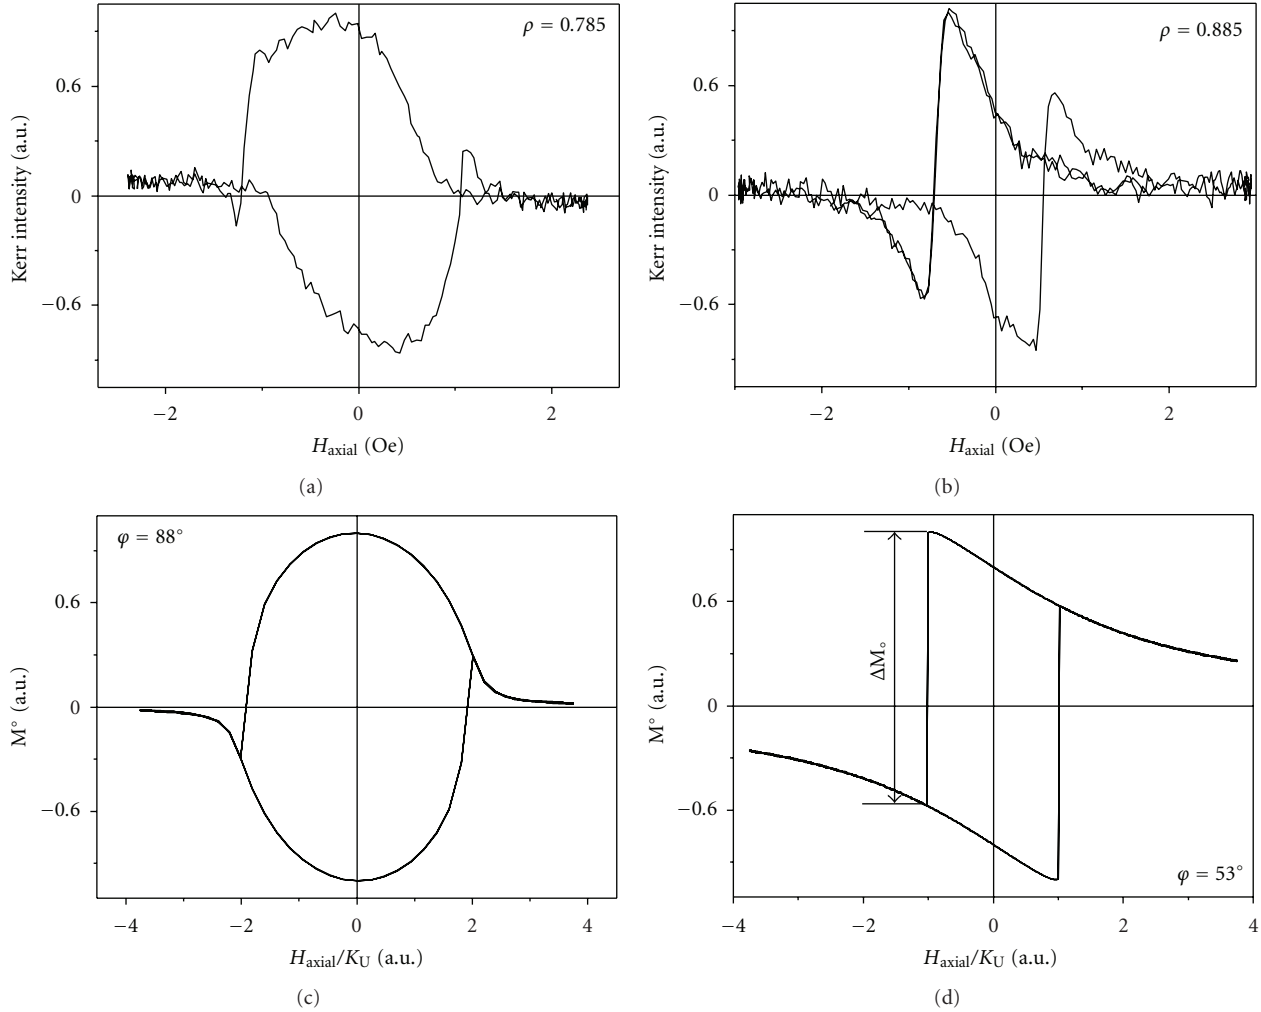 ρ = 0.785
0.6
0
−0.6
Kerr intensity (a.u.)
−2
0
2
H_axial (Oe)
(a)
ρ = 0.885
0.6
0
−0.6
Kerr intensity (a.u.)
−2
0
2
H_axial (Oe)
(b)
φ = 88°
0.6
0
−0.6
M° (a.u.)
−4
−2
0
2
4
H_axial/K_U (a.u.)
(c)
ΔM∘
0.6
0
−0.6
M° (a.u.)
φ = 53°
−4
−2
0
2
4
H_axial/K_U (a.u.)
(d)